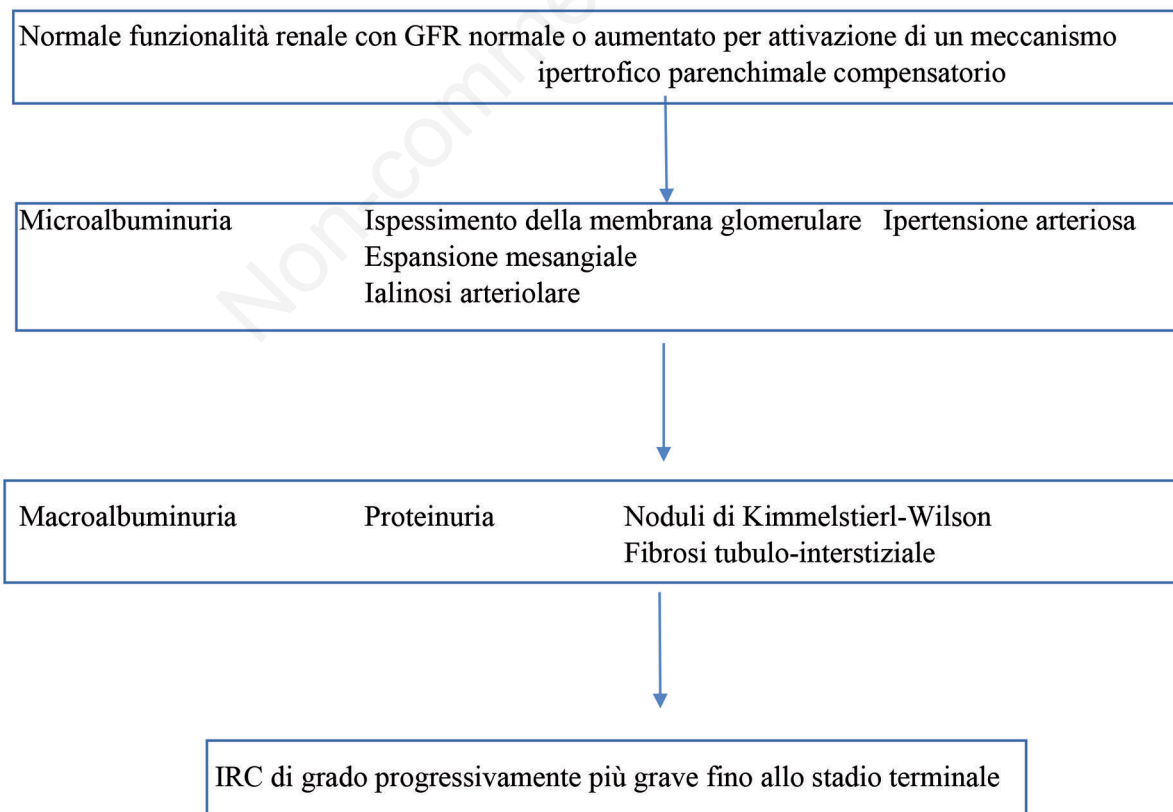 Normale funzionalità renale con GFR normale o aumentato per attivazione di un meccanismo
ipertrofico parenchimale compensatorio
Microalbuminuria Ispessimento della membrana glomerulare Ipertensione arteriosa
Espansione mesangiale
Ialinosi arteriolare
Macroalbuminuria Proteinuria Noduli di Kimmelstierl-Wilson
Fibrosi tubulo-interstiziale
IRC di grado progressivamente più grave fino allo stadio terminale
Non-comme